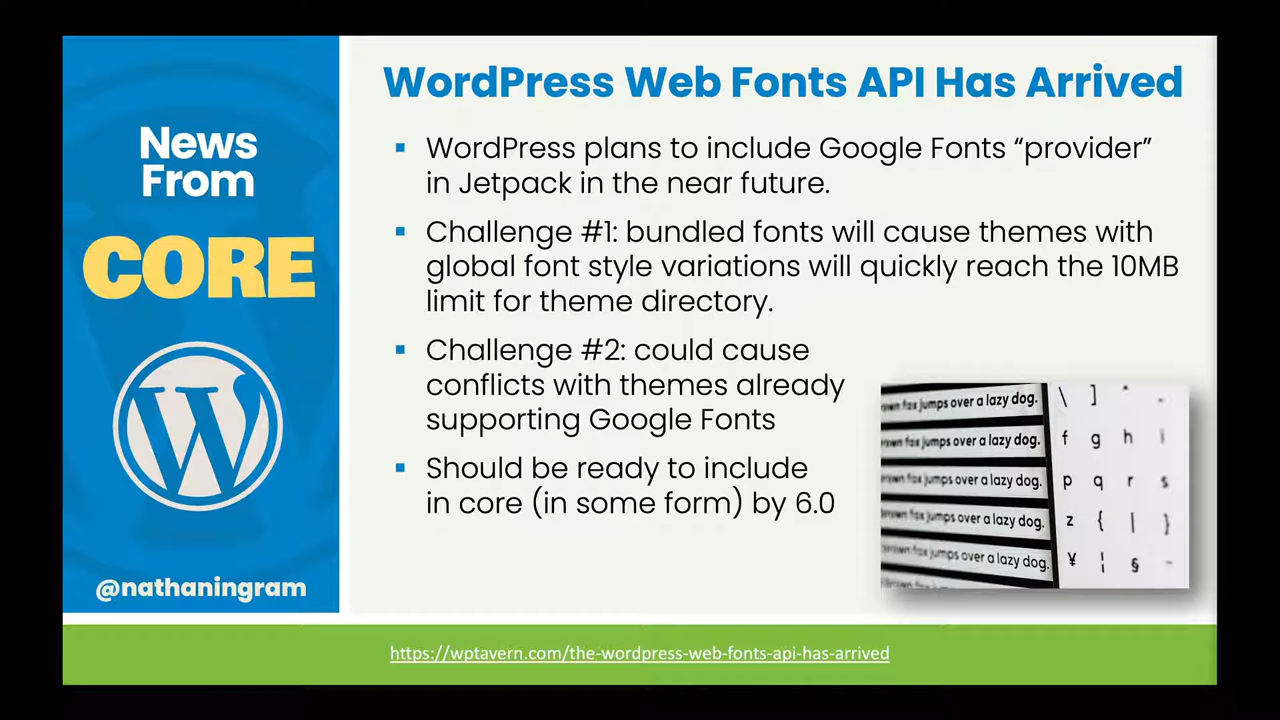 News
From
CORE
@nathaningram
WordPress Web Fonts API Has Arrived
▪ WordPress plans to include Google Fonts “provider”
in Jetpack in the near future.
▪ Challenge #1: bundled fonts will cause themes with
global font style variations will quickly reach the 10MB
limit for theme directory.
▪ Challenge #2: could cause
conflicts with themes already
supporting Google Fonts
▪ Should be ready to include
in core (in some form) by 6.0
fox jumps over a lazy dog.
fox jumps over a lazy dog.
fox jumps over a lazy dog.
fox jumps over a lazy dog.
fox jumps over a lazy dog.
\ ]
f g h i
p q r s
z { | }
¥ ¦ §
https://wptavern.com/the-wordpress-web-fonts-api-has-arrived